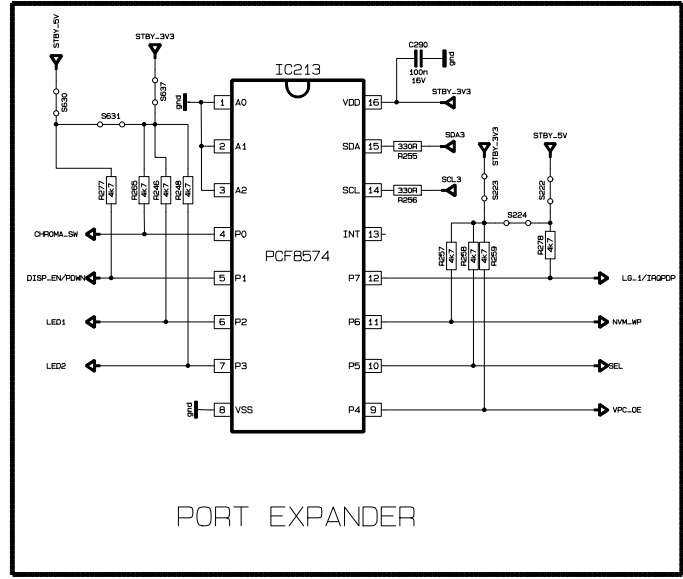 STBY_5V
STBY_3V3
S630
S637
S631
gnd
IC213
C290
100n
16V
gnd
STBY_3V3
1 A0
2 A1
3 A2
4 P0
5 P1
6 P2
7 P3
8 VSS
PCF8574
VDD 16
SDA 15
SCL 14
INT 13
P7 12
P6 11
P5 10
P4 9
R277 4k7
R265 4k7
R246 4k7
R248 4k7
CHROMA_SW
DISP_EN/PDWN
LED1
LED2
gnd
330R
R255
SDA3
330R
R256
SCL3
STBY_3V3
STBY_5V
S223
S222
S224
R257 4k7
R258 4k7
R259 4k7
R278 4k7
LG_1/IRQPDP
NVM_WP
SEL
VPC_OE
PORT EXPANDER